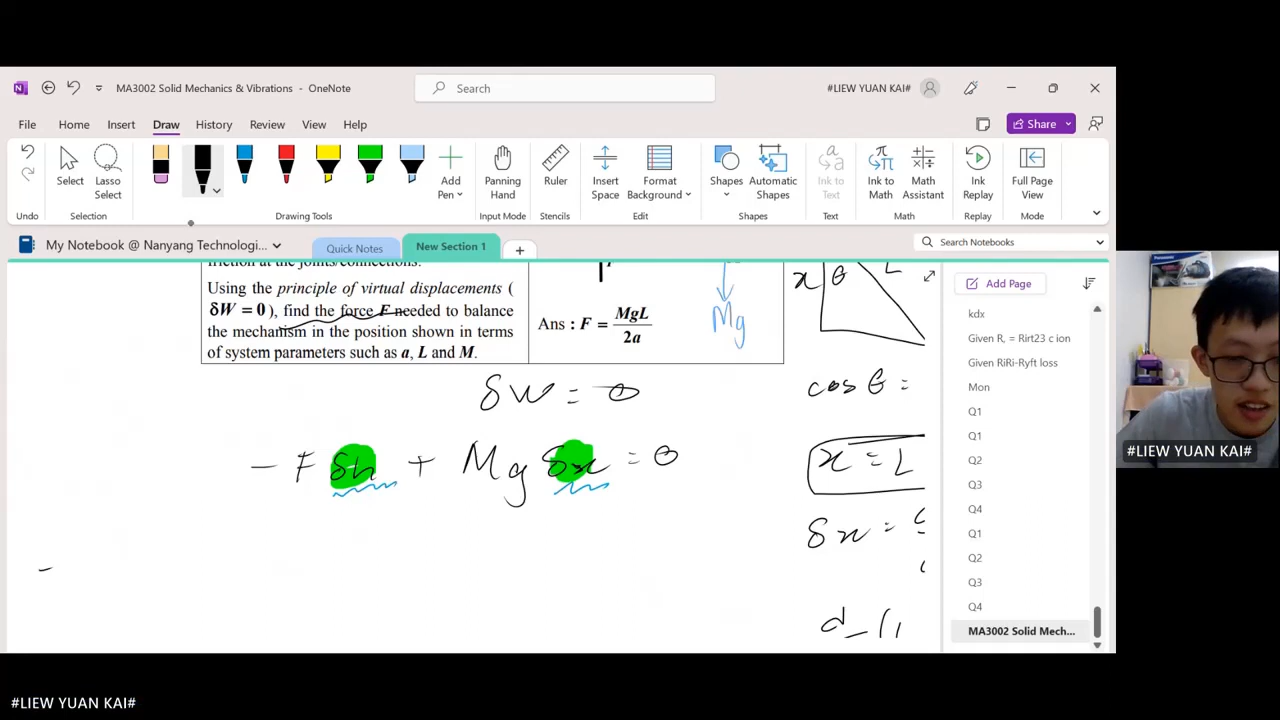 MA3002 Solid Mechanics & Vibrations - OneNote
Search
#LIEW YUAN KAI#
File Home Insert Draw History Review View Help
Share
Select
Lasso Select
Add Pen
Panning Hand
Ruler
Insert Space
Format Background
Shapes
Automatic Shapes
Ink to Text
Ink to Math
Math Assistant
Ink Replay
Full Page View
Undo Selection Drawing Tools Input Mode Stencils Edit Shapes Text Math Replay Mode
My Notebook @ Nanyang Technologi...
Quick Notes
New Section 1
Search Notebooks
friction at the joints/connections.
Using the principle of virtual displacements (
δW = 0), find the force F needed to balance
the mechanism in the position shown in terms
of system parameters such as a, L and M.
Ans : F = MgL / 2a
Mg
x θ L
δW = 0
- F δh + Mg δx = 0
cos θ =
x = L
δx =
d
Add Page
kdx
Given R, = Rirt23 c ion
Given RiRi-Ryft loss
Mon
Q1
Q1
Q2
Q3
Q4
Q1
Q2
Q3
Q4
MA3002 Solid Mech...
#LIEW YUAN KAI#
#LIEW YUAN KAI#